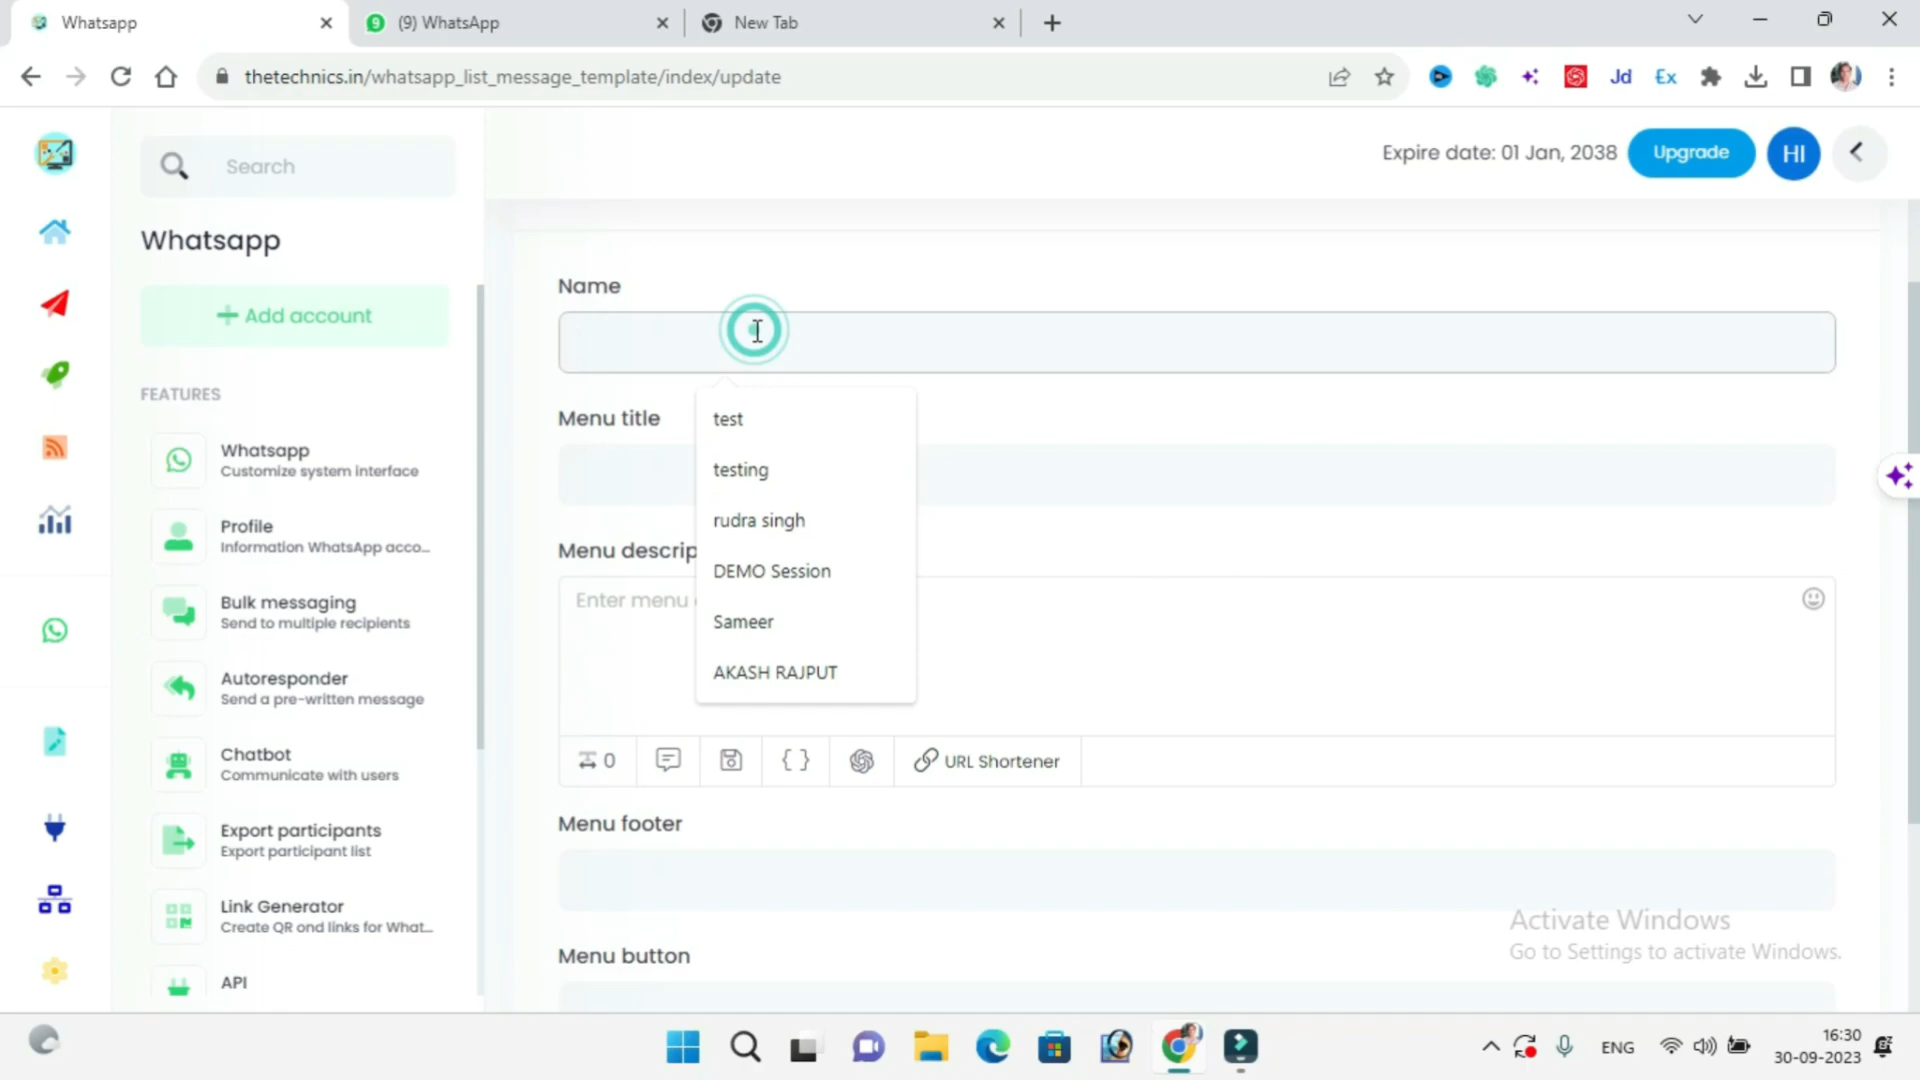 Whatsapp
(9) WhatsApp
New Tab
thetechnics.in/whatsapp_list_message_template/index/update
Jd
Ex
Search
Expire date: 01 Jan, 2038
Upgrade
HI
Whatsapp
Add account
FEATURES
Whatsapp
Customize system interface
Profile
Information WhatsApp acco...
Bulk messaging
Send to multiple recipients
Autoresponder
Send a pre-written message
Chatbot
Communicate with users
Export participants
Export participant list
Link Generator
Create QR ond links for What...
API
Name
test
testing
rudra singh
DEMO Session
Sameer
AKASH RAJPUT
Menu title
Menu descrip
Enter menu
0
{ }
URL Shortener
Menu footer
Menu button
Activate Windows
Go to Settings to activate Windows.
ENG
16:30
30-09-2023